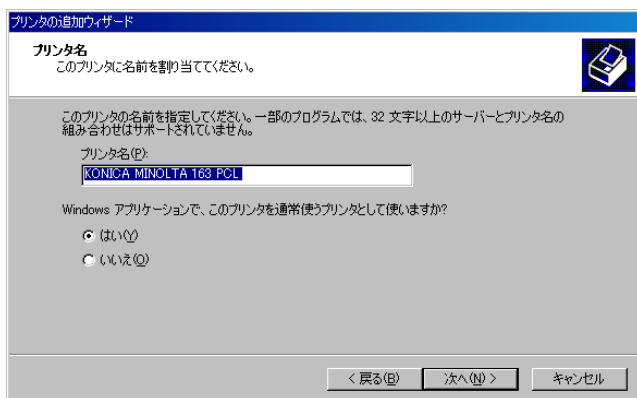 プリンタの追加ウィザード
プリンタ名
このプリンタに名前を割り当ててください。
このプリンタの名前を指定してください。一部のプログラムでは、32 文字以上のサーバーとプリンタ名の
組み合わせはサポートされていません。
プリンタ名(P):
KONICA MINOLTA 163 PCL
Windows アプリケーションで、このプリンタを通常使うプリンタとして使いますか?
はい(Y)
いいえ(O)
< 戻る(B)
次へ(N) >
キャンセル